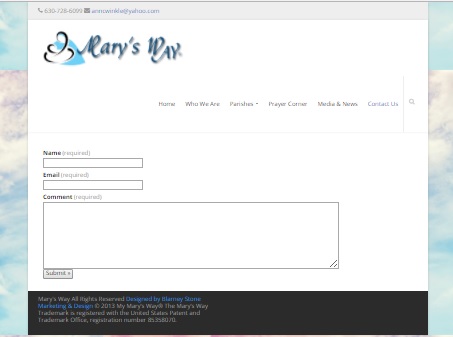 630-728-6099 annswinkle@yahoo.com
Mary's Way
Home Who We Are Parishes Prayer Corner Media & News Contact Us
Name (required)
Email (required)
Comment (required)
Submit »
Mary's Way All Rights Reserved Designed by Blarney Stone
Marketing & Design © 2013 My Mary's Way® The Mary's Way
Trademark is registered with the United States Patent and
Trademark Office, registration number 85358070.